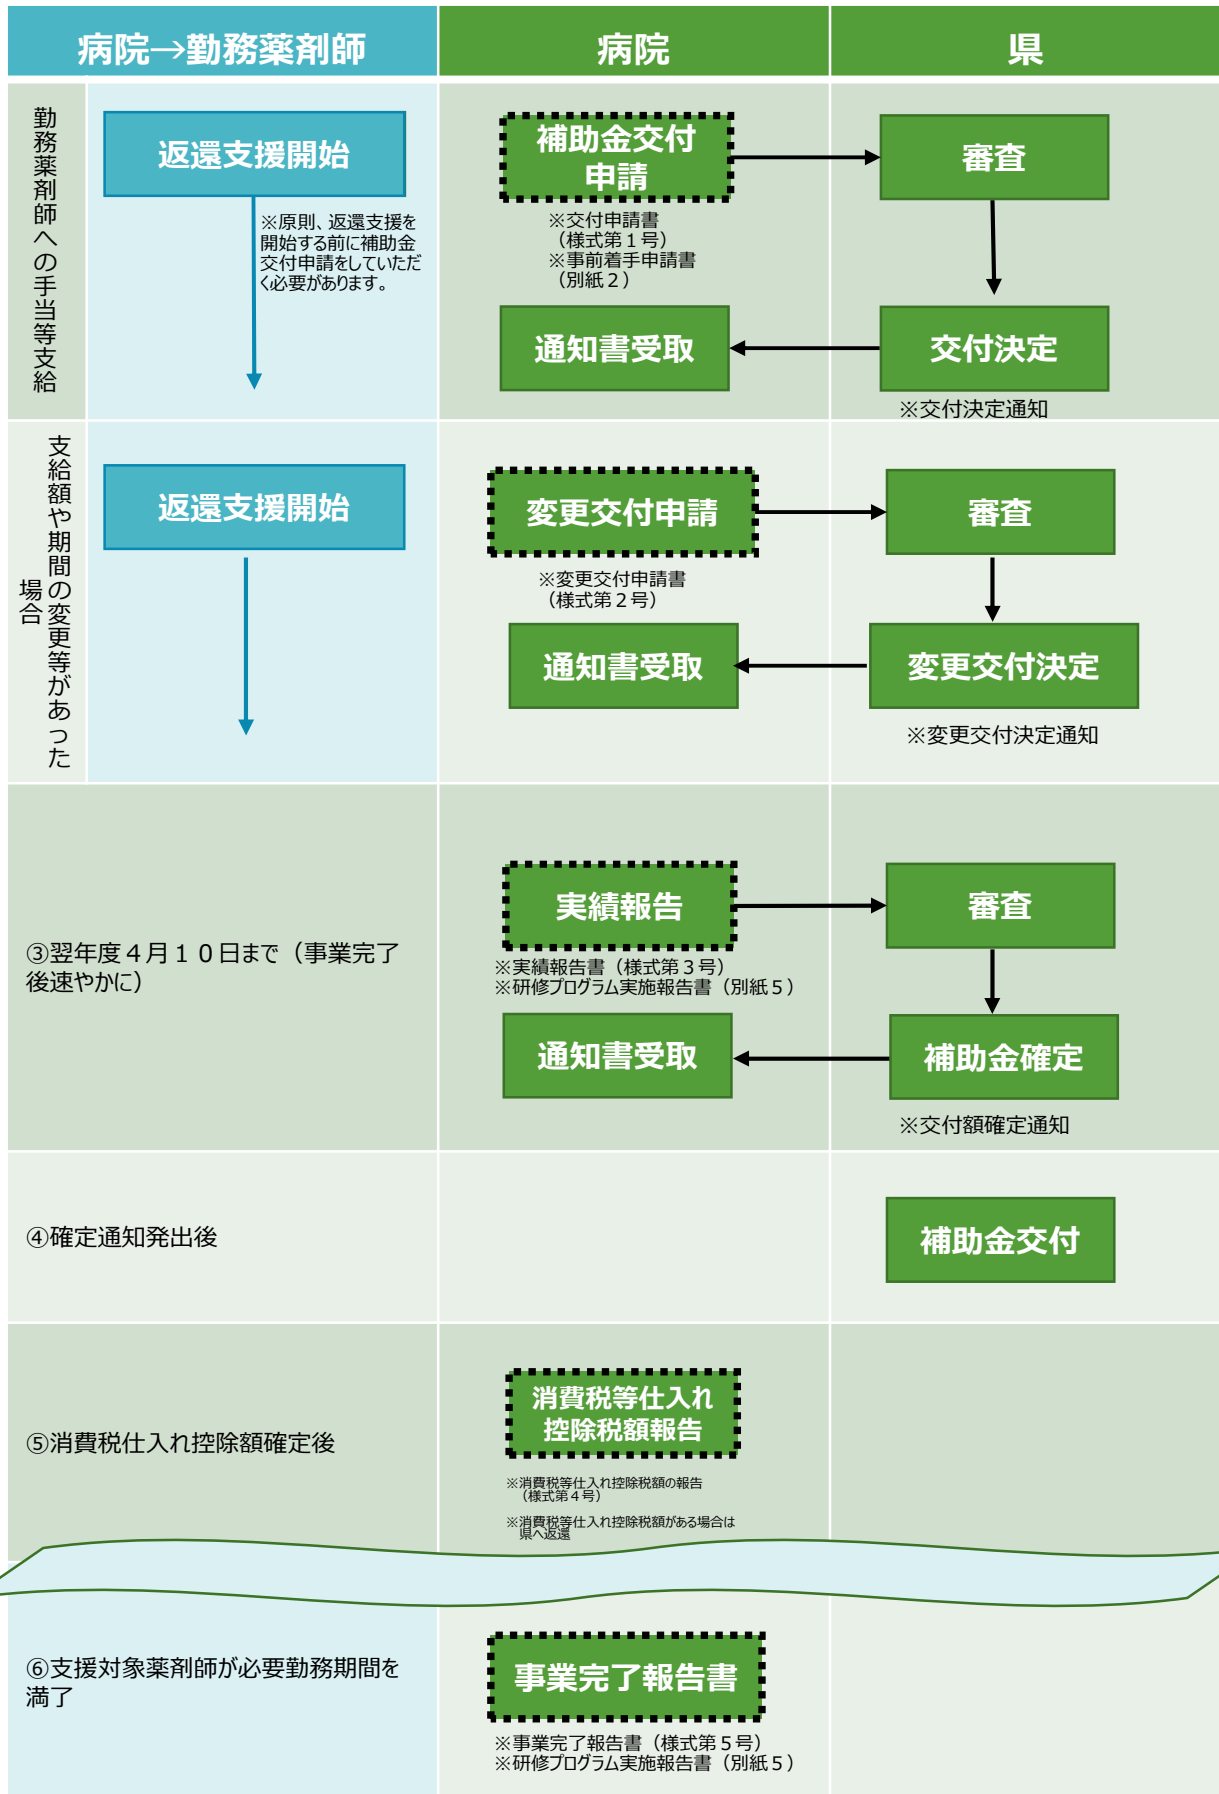 病院→勤務薬剤師
病院
県
勤務薬剤師への手当等支給
返還支援開始
※原則、返還支援を
開始する前に補助金
交付申請をしていただ
く必要があります。
補助金交付
申請
※交付申請書
（様式第１号）
※事前着手申請書
（別紙２）
審査
通知書受取
交付決定
※交付決定通知
支給額や期間の変更等があった
場合
返還支援開始
変更交付申請
※変更交付申請書
（様式第２号）
審査
通知書受取
変更交付決定
※変更交付決定通知
③翌年度４月１０日まで（事業完了
後速やかに）
実績報告
※実績報告書（様式第３号）
※研修プログラム実施報告書（別紙５）
審査
通知書受取
補助金確定
※交付額確定通知
④確定通知発出後
補助金交付
⑤消費税仕入れ控除額確定後
消費税等仕入れ
控除税額報告
※消費税等仕入れ控除税額の報告
（様式第４号）
※消費税等仕入れ控除税額がある場合は
県へ返還
⑥支援対象薬剤師が必要勤務期間を
満了
事業完了報告書
※事業完了報告書（様式第５号）
※研修プログラム実施報告書（別紙５）